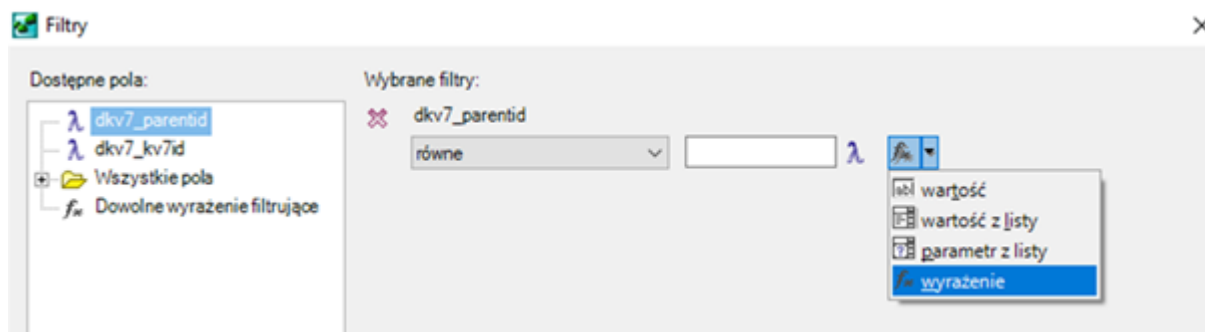 Filtry
Dostępne pola:
dkv7_parentid
dkv7_kv7id
Wszystkie pola
Dowolne wyrażenie filtrujące
Wybrane filtry:
dkv7_parentid
równe
wartość
wartość z listy
parametr z listy
wyrażenie